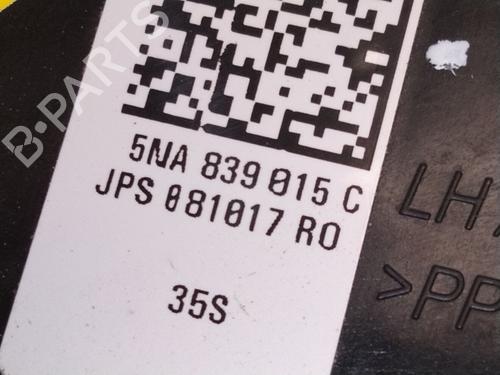 5NA 839 015 C
JPS 081017 RO
35S
LH
>PP
B-PARTS